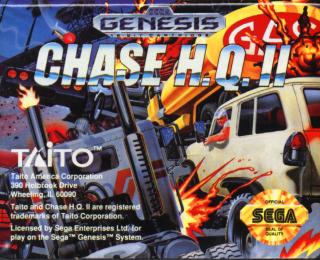 SEGA
GENESIS
CHASE H.Q. II
TAITO™
Taito America Corporation
390 Holbrook Drive
Wheeling, IL 60090
Taito and Chase H.Q. II are registered
trademarks of Taito Corporation.
Licensed by Sega Enterprises Ltd. for
play on the Sega™ Genesis™ System.
OFFICIAL
SEGA
SEAL OF
QUALITY